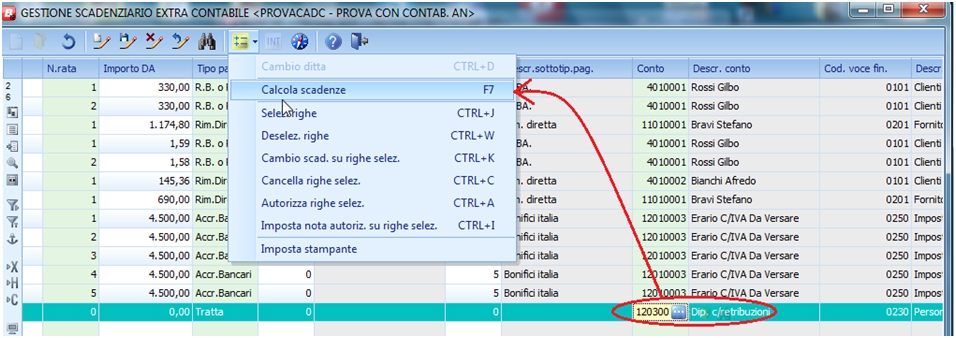 GESTIONE SCADENZIARIO EXTRA CONTABILE <PROVACADC - PROVA CON CONTAB. AN>
INT
N.rata Importo DA Tipo pa scr.sottotip.pag. Conto Descr. conto Cod. voce fin. Descr
Cambio ditta CTRL+D
Calcola scadenze F7
Selez. righe CTRL+J
Deselez. righe CTRL+W
Cambio scad. su righe selez. CTRL+K
Cancella righe selez. CTRL+C
Autorizza righe selez. CTRL+A
Imposta nota autoriz. su righe selez. CTRL+I
Imposta stampante
1 330,00 R.B. o BA. 4010001 Rossi Gilbo 0101 Clienti
2 330,00 R.B. o 4010001 Rossi Gilbo 0101 Clienti
1 1.174,80 Rim.Dir n. diretta 11010001 Bravi Stefano 0201 Fornito
1 1,59 R.B. o BA. 4010001 Rossi Gilbo 0101 Clienti
2 1,58 R.B. o BA. 4010001 Rossi Gilbo 0101 Clienti
1 145,36 Rim.Dir n. diretta 4010002 Bianchi Afredo 0101 Clienti
1 690,00 Rim.Dir n. diretta 11010001 Bravi Stefano 0201 Fornito
1 4.500,00 Accr.Ba nifici italia 12010003 Erario C/IVA Da Versare 0250 Impos
2 4.500,00 Accr.Ba nifici italia 12010003 Erario C/IVA Da Versare 0250 Impos
3 4.500,00 Accr.Ba nifici italia 12010003 Erario C/IVA Da Versare 0250 Impos
4 4.500,00 Accr.Bancari 0 5 Bonifici italia 12010003 Erario C/IVA Da Versare 0250 Impos
5 4.500,00 Accr.Bancari 0 5 Bonifici italia 12010003 Erario C/IVA Da Versare 0250 Impos
0 0,00 Tratta 0 0 120300 Dip. c/retribuzioni 0230 Person